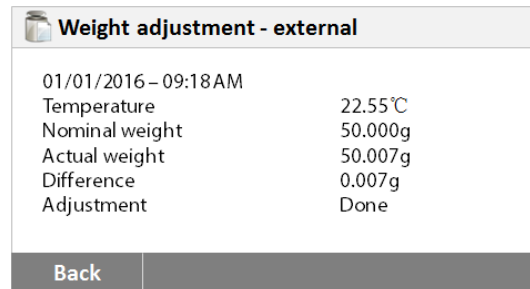 Weight adjustment - external
01/01/2016 – 09:18 AM
Temperature 22.55℃
Nominal weight 50.000g
Actual weight 50.007g
Difference 0.007g
Adjustment Done
Back